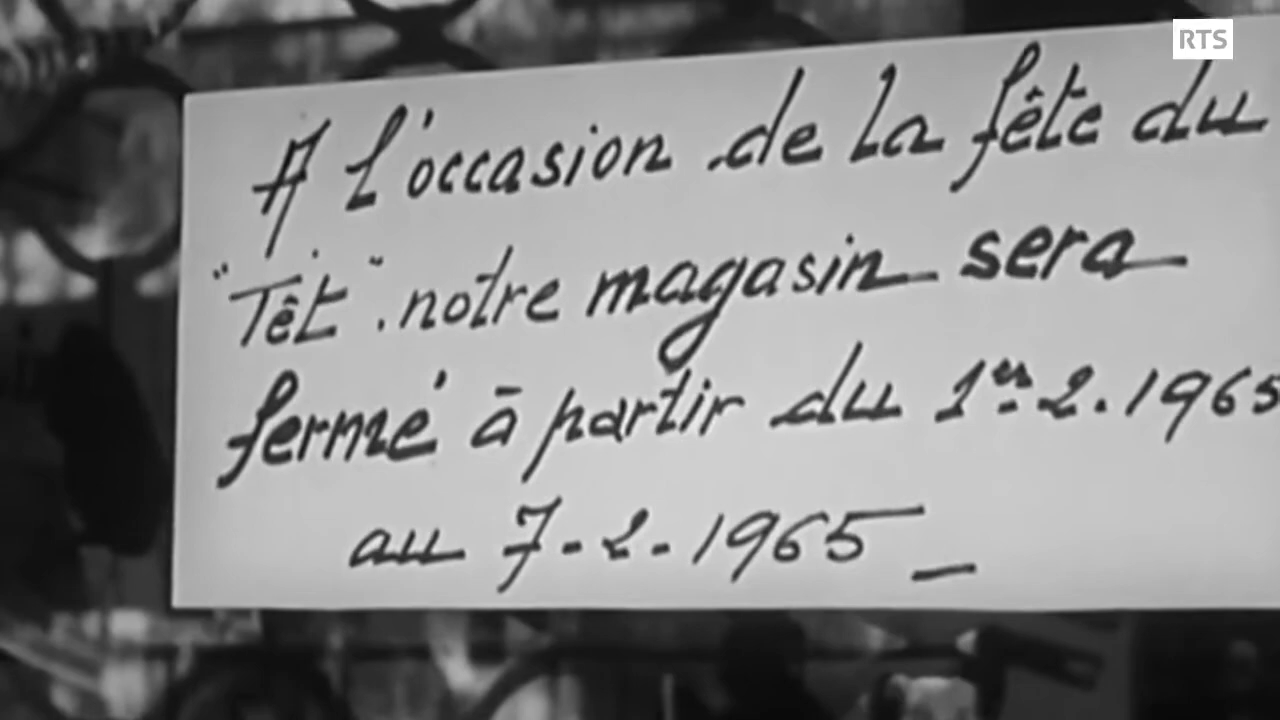 RTS
A l'occasion de la fête du
"Têt". notre magasin sera
fermé à partir du 1er-2.1965
au 7-2-1965_